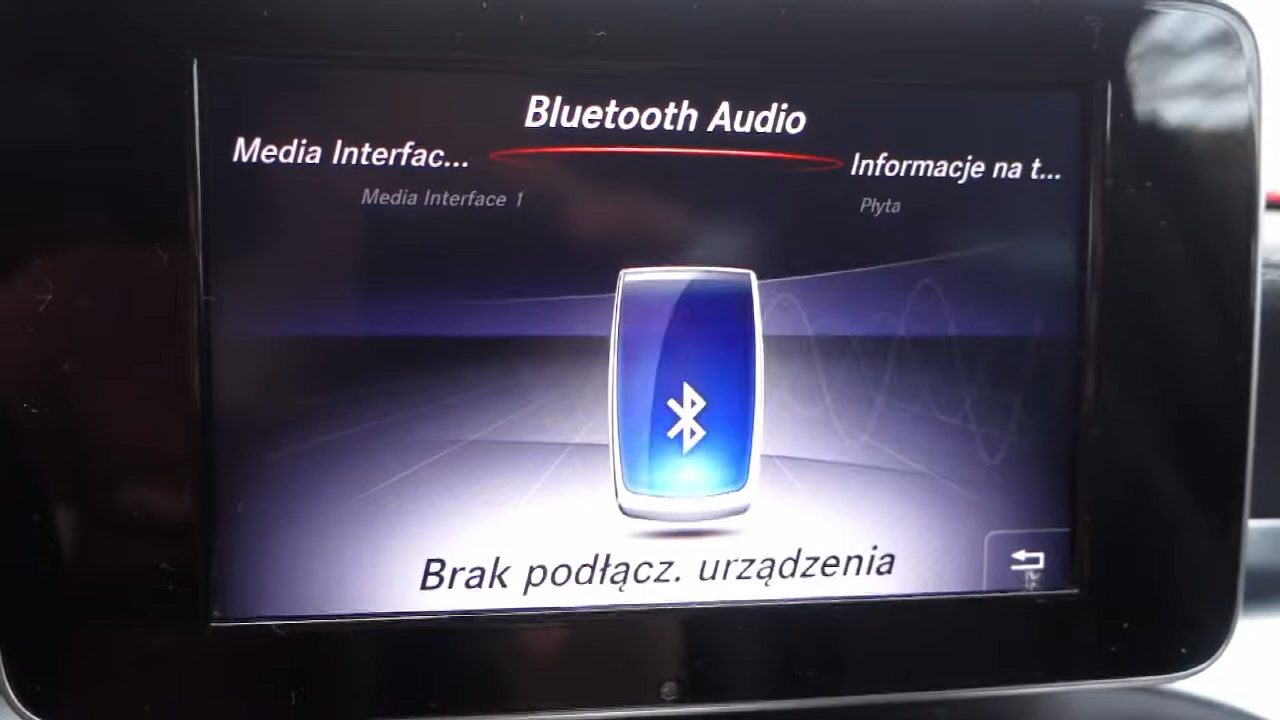 Bluetooth Audio
Media Interfac...
Informacje na t...
Media Interface 1
Płyta
Brak podłącz. urządzenia